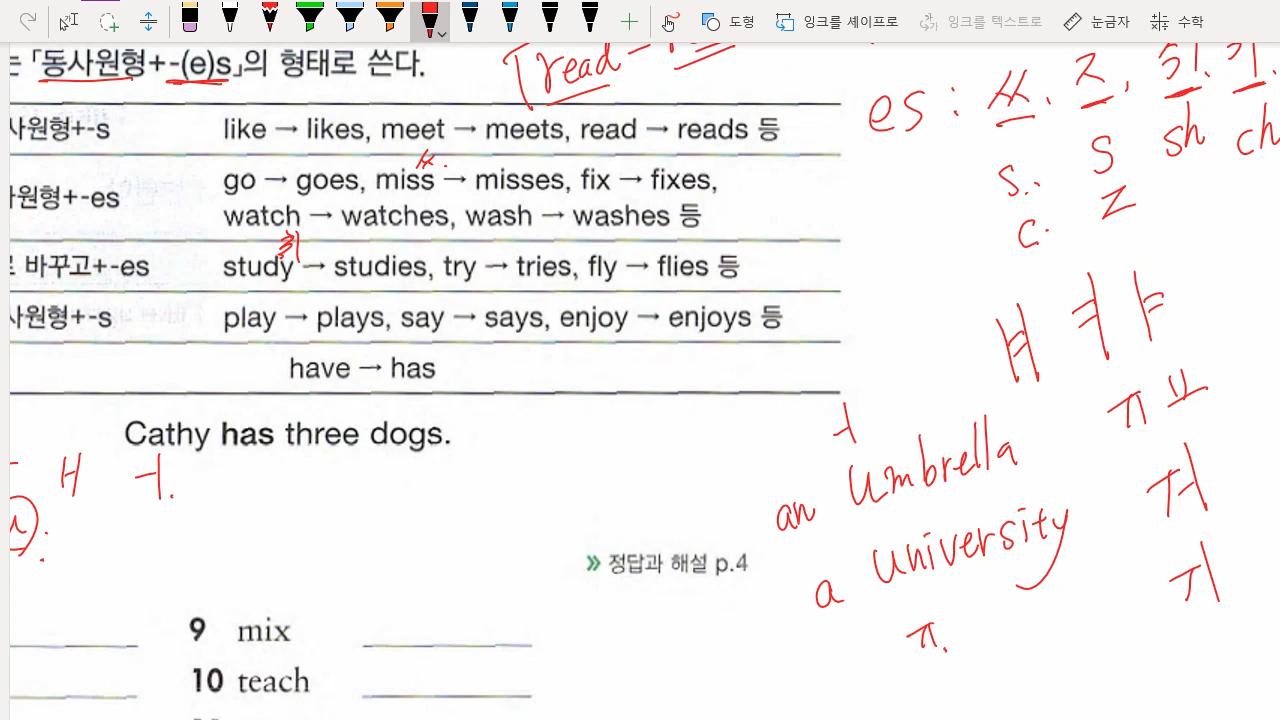 도형 잉크를 셰이프로 잉크를 텍스트로 눈금자 수학
는 「동사원형+-(e)s」의 형태로 쓴다.
read
사원형+-s like → likes, meet → meets, read → reads 등
원형+-es go → goes, miss → misses, fix → fixes,
watch → watches, wash → washes 등
바꾸고+-es study → studies, try → tries, fly → flies 등
사원형+-s play → plays, say → says, enjoy → enjoys 등
have → has
Cathy has three dogs.
» 정답과 해설 p.4
9 mix
10 teach
es : ㅆ. ㅈ, 쉬. 취.
s. s sh ch
c. z
ㅒ ㅖ ㅑ
ㅠ ㅛ
ㅝ
ㅟ
ㅐ ㅓ.
u.
ㅓ
an umbrella
a university
ㅠ.